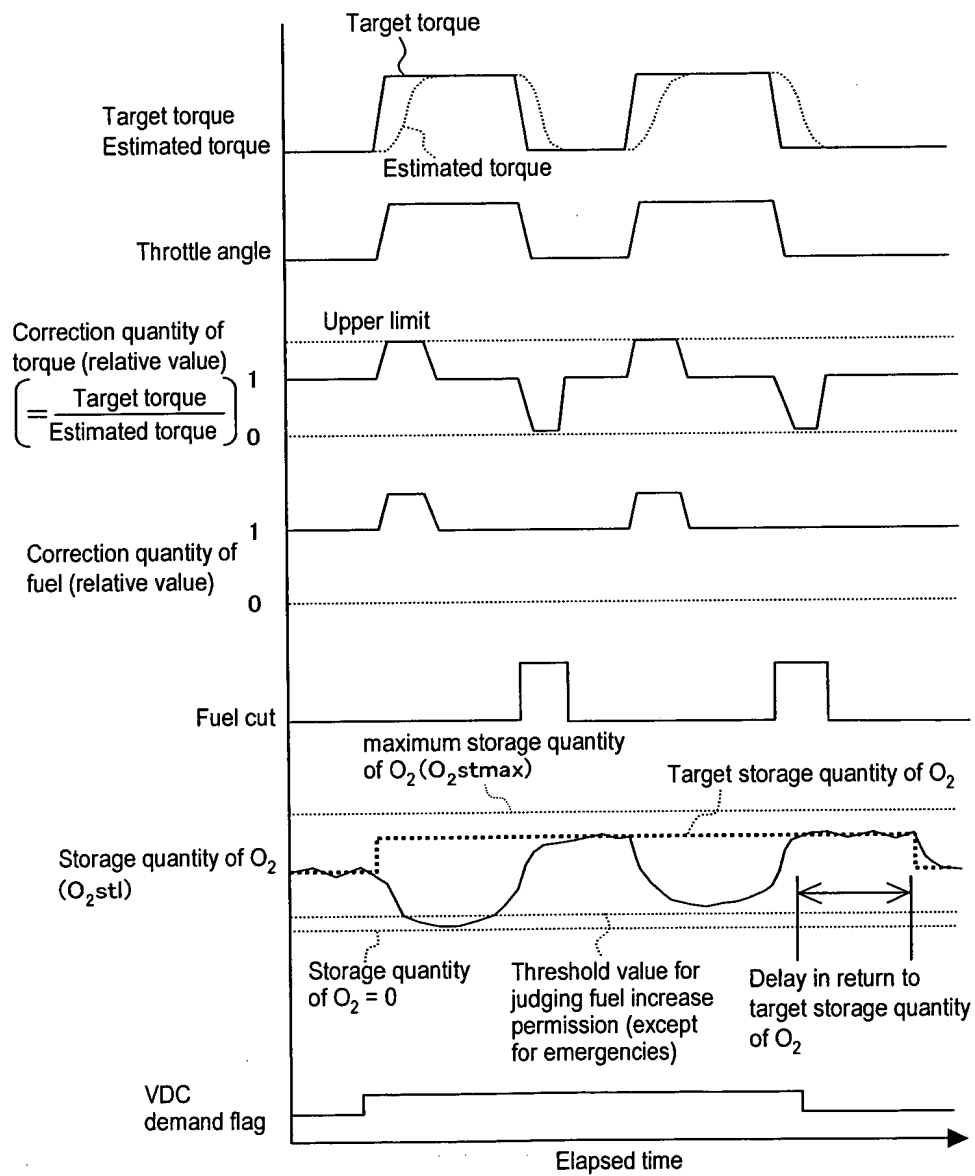 Target torque
Target torque
Estimated torque
Estimated torque
Throttle angle
Correction quantity of
torque (relative value)
Upper limit
1
( = Target torque
Estimated torque )
0
1
Correction quantity of
fuel (relative value)
0
Fuel cut
maximum storage quantity
of O₂ (O₂stmax)
Target storage quantity of O₂
Storage quantity of O₂
(O₂stl)
Storage quantity
of O₂ = 0
Threshold value for
judging fuel increase
permission (except
for emergencies)
Delay in return to
target storage quantity
of O₂
VDC
demand flag
Elapsed time